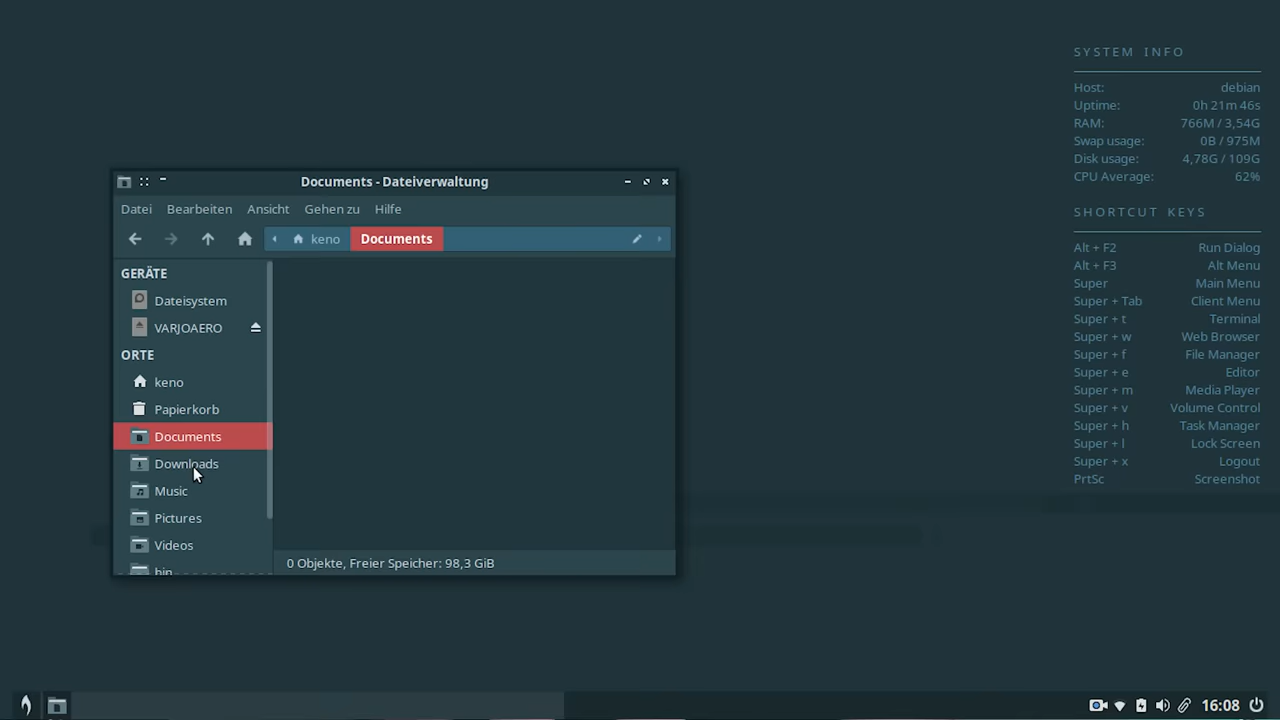 SYSTEM INFO
Host: debian
Uptime: 0h 21m 46s
RAM: 766M / 3,54G
Swap usage: 0B / 975M
Disk usage: 4,78G / 109G
CPU Average: 62%
SHORTCUT KEYS
Alt + F2 Run Dialog
Alt + F3 Alt Menu
Super Main Menu
Super + Tab Client Menu
Super + t Terminal
Super + w Web Browser
Super + f File Manager
Super + e Editor
Super + m Media Player
Super + v Volume Control
Super + h Task Manager
Super + l Lock Screen
Super + x Logout
PrtSc Screenshot
Documents - Dateiverwaltung
Datei Bearbeiten Ansicht Gehen zu Hilfe
keno Documents
GERÄTE
Dateisystem
VARJOAERO
ORTE
keno
Papierkorb
Documents
Downloads
Music
Pictures
Videos
bin
0 Objekte, Freier Speicher: 98,3 GiB
16:08